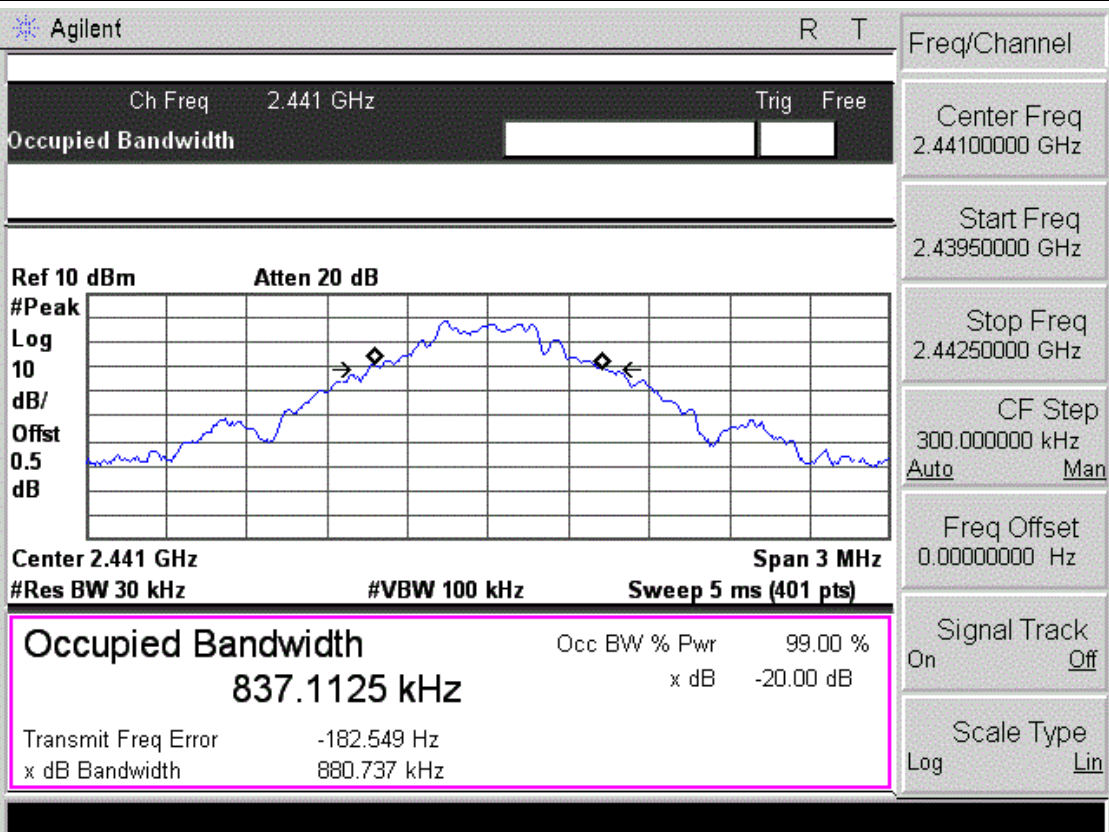 Agilent R T
Freq/Channel
Ch Freq 2.441 GHz Trig Free
Occupied Bandwidth
Center Freq
2.44100000 GHz
Start Freq
2.43950000 GHz
Stop Freq
2.44250000 GHz
CF Step
300.000000 kHz
Auto Man
Freq Offset
0.00000000 Hz
Signal Track
On Off
Scale Type
Log Lin
Ref 10 dBm Atten 20 dB
#Peak
Log
10
dB/
Offst
0.5
dB
Center 2.441 GHz Span 3 MHz
#Res BW 30 kHz #VBW 100 kHz Sweep 5 ms (401 pts)
Occupied Bandwidth Occ BW % Pwr 99.00 %
837.1125 kHz x dB -20.00 dB
Transmit Freq Error -182.549 Hz
x dB Bandwidth 880.737 kHz